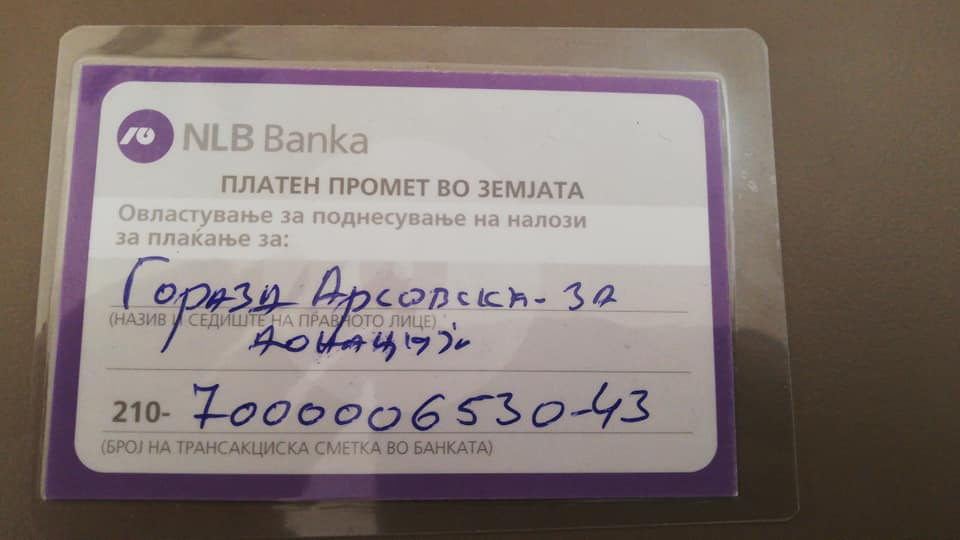 NLB Banka
ПЛАТЕН ПРОМЕТ ВО ЗЕМЈАТА
Овластување за поднесување на налози
за плаќање за:
Горазд Арсовски - за
(НАЗИВ И СЕДИШТЕ НА ПРАВНОТО ЛИЦЕ)
донации
210- 7000006530-43
(БРОЈ НА ТРАНСАКЦИСКА СМЕТКА ВО БАНКАТА)